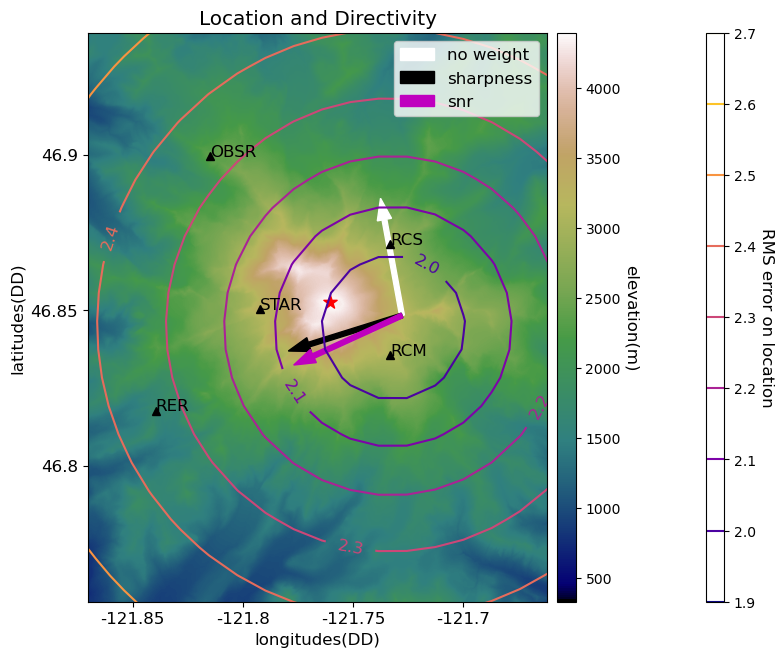 Location and Directivity
no weight
sharpness
snr
OBSR
RCS
STAR
RCM
RER
2.0
2.1
2.2
2.3
2.4
46.9
46.85
46.8
latitudes(DD)
-121.85
-121.8
-121.75
-121.7
longitudes(DD)
4000
3500
3000
2500
2000
1500
1000
500
elevation(m)
2.7
2.6
2.5
2.4
2.3
2.2
2.1
2.0
1.9
RMS error on location